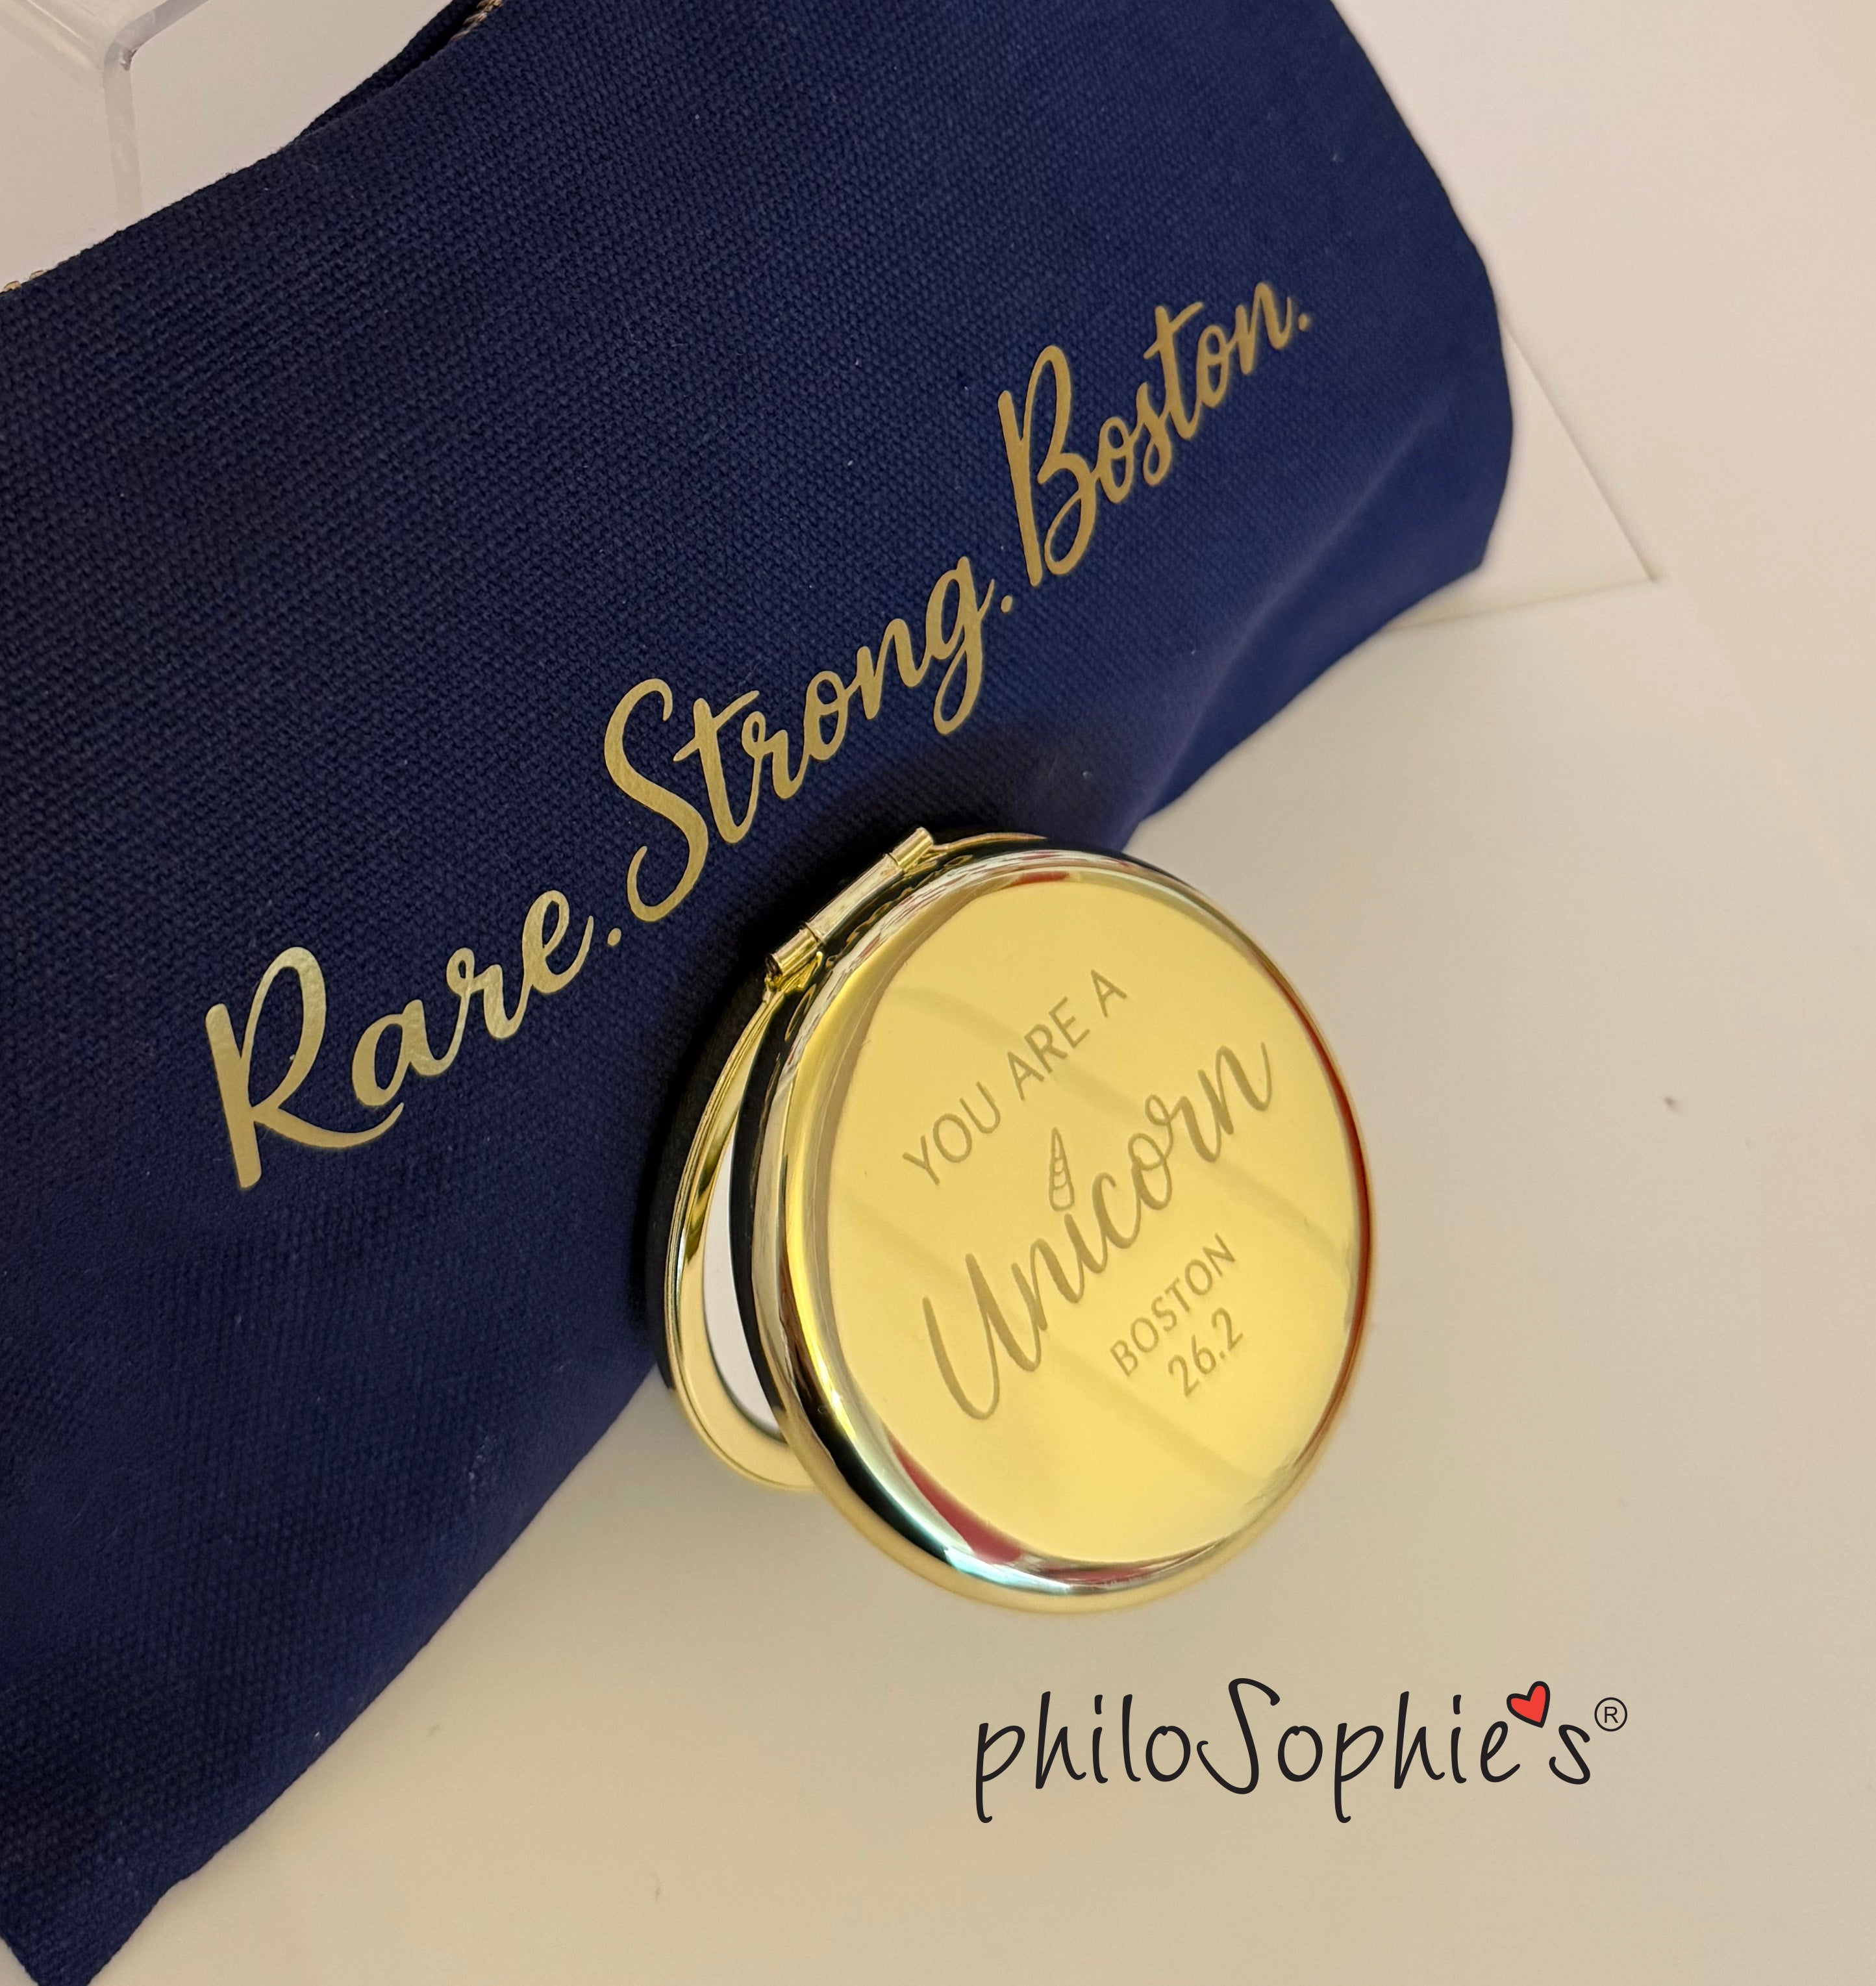 Rare.Strong.Boston.
YOU ARE A
Unicorn
BOSTON
26.2
philoSophie's®